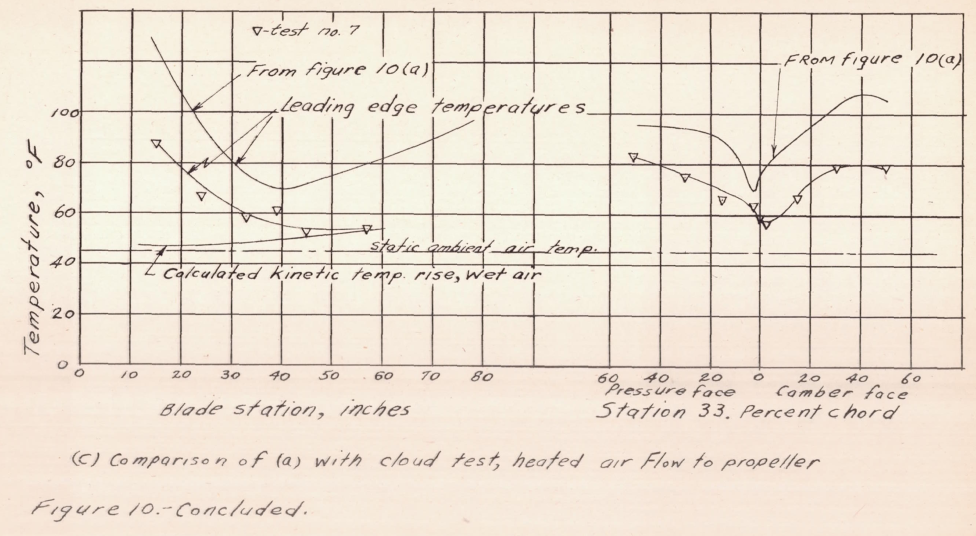 ▽-test no. 7
From figure 10(a)
Leading edge temperatures
FROM figure 10(a)
100
80
60
40
20
0
Temperature, °F
static ambient air temp.
Calculated kinetic temp. rise, wet air
0 10 20 30 40 50 60 70 80
60 40 20 0 20 40 60
Pressure face Camber face
Blade station, inches
Station 33. Percent chord
(C) Comparison of (a) with cloud test, heated air flow to propeller
Figure 10.-Concluded.